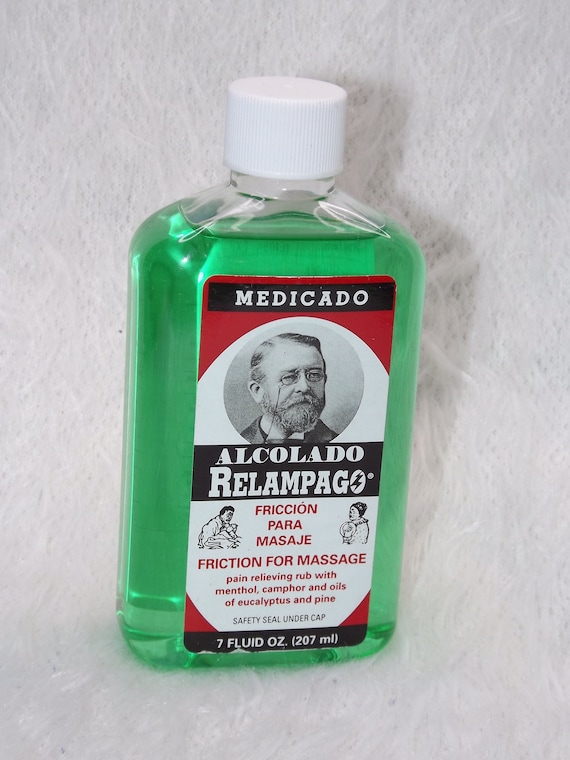 MEDICADO
ALCOLADO
RELAMPAGO®
FRICCIÓN
PARA
MASAJE
FRICTION FOR MASSAGE
pain relieving rub with
menthol, camphor and oils
of eucalyptus and pine
SAFETY SEAL UNDER CAP
7 FLUID OZ. (207 ml)